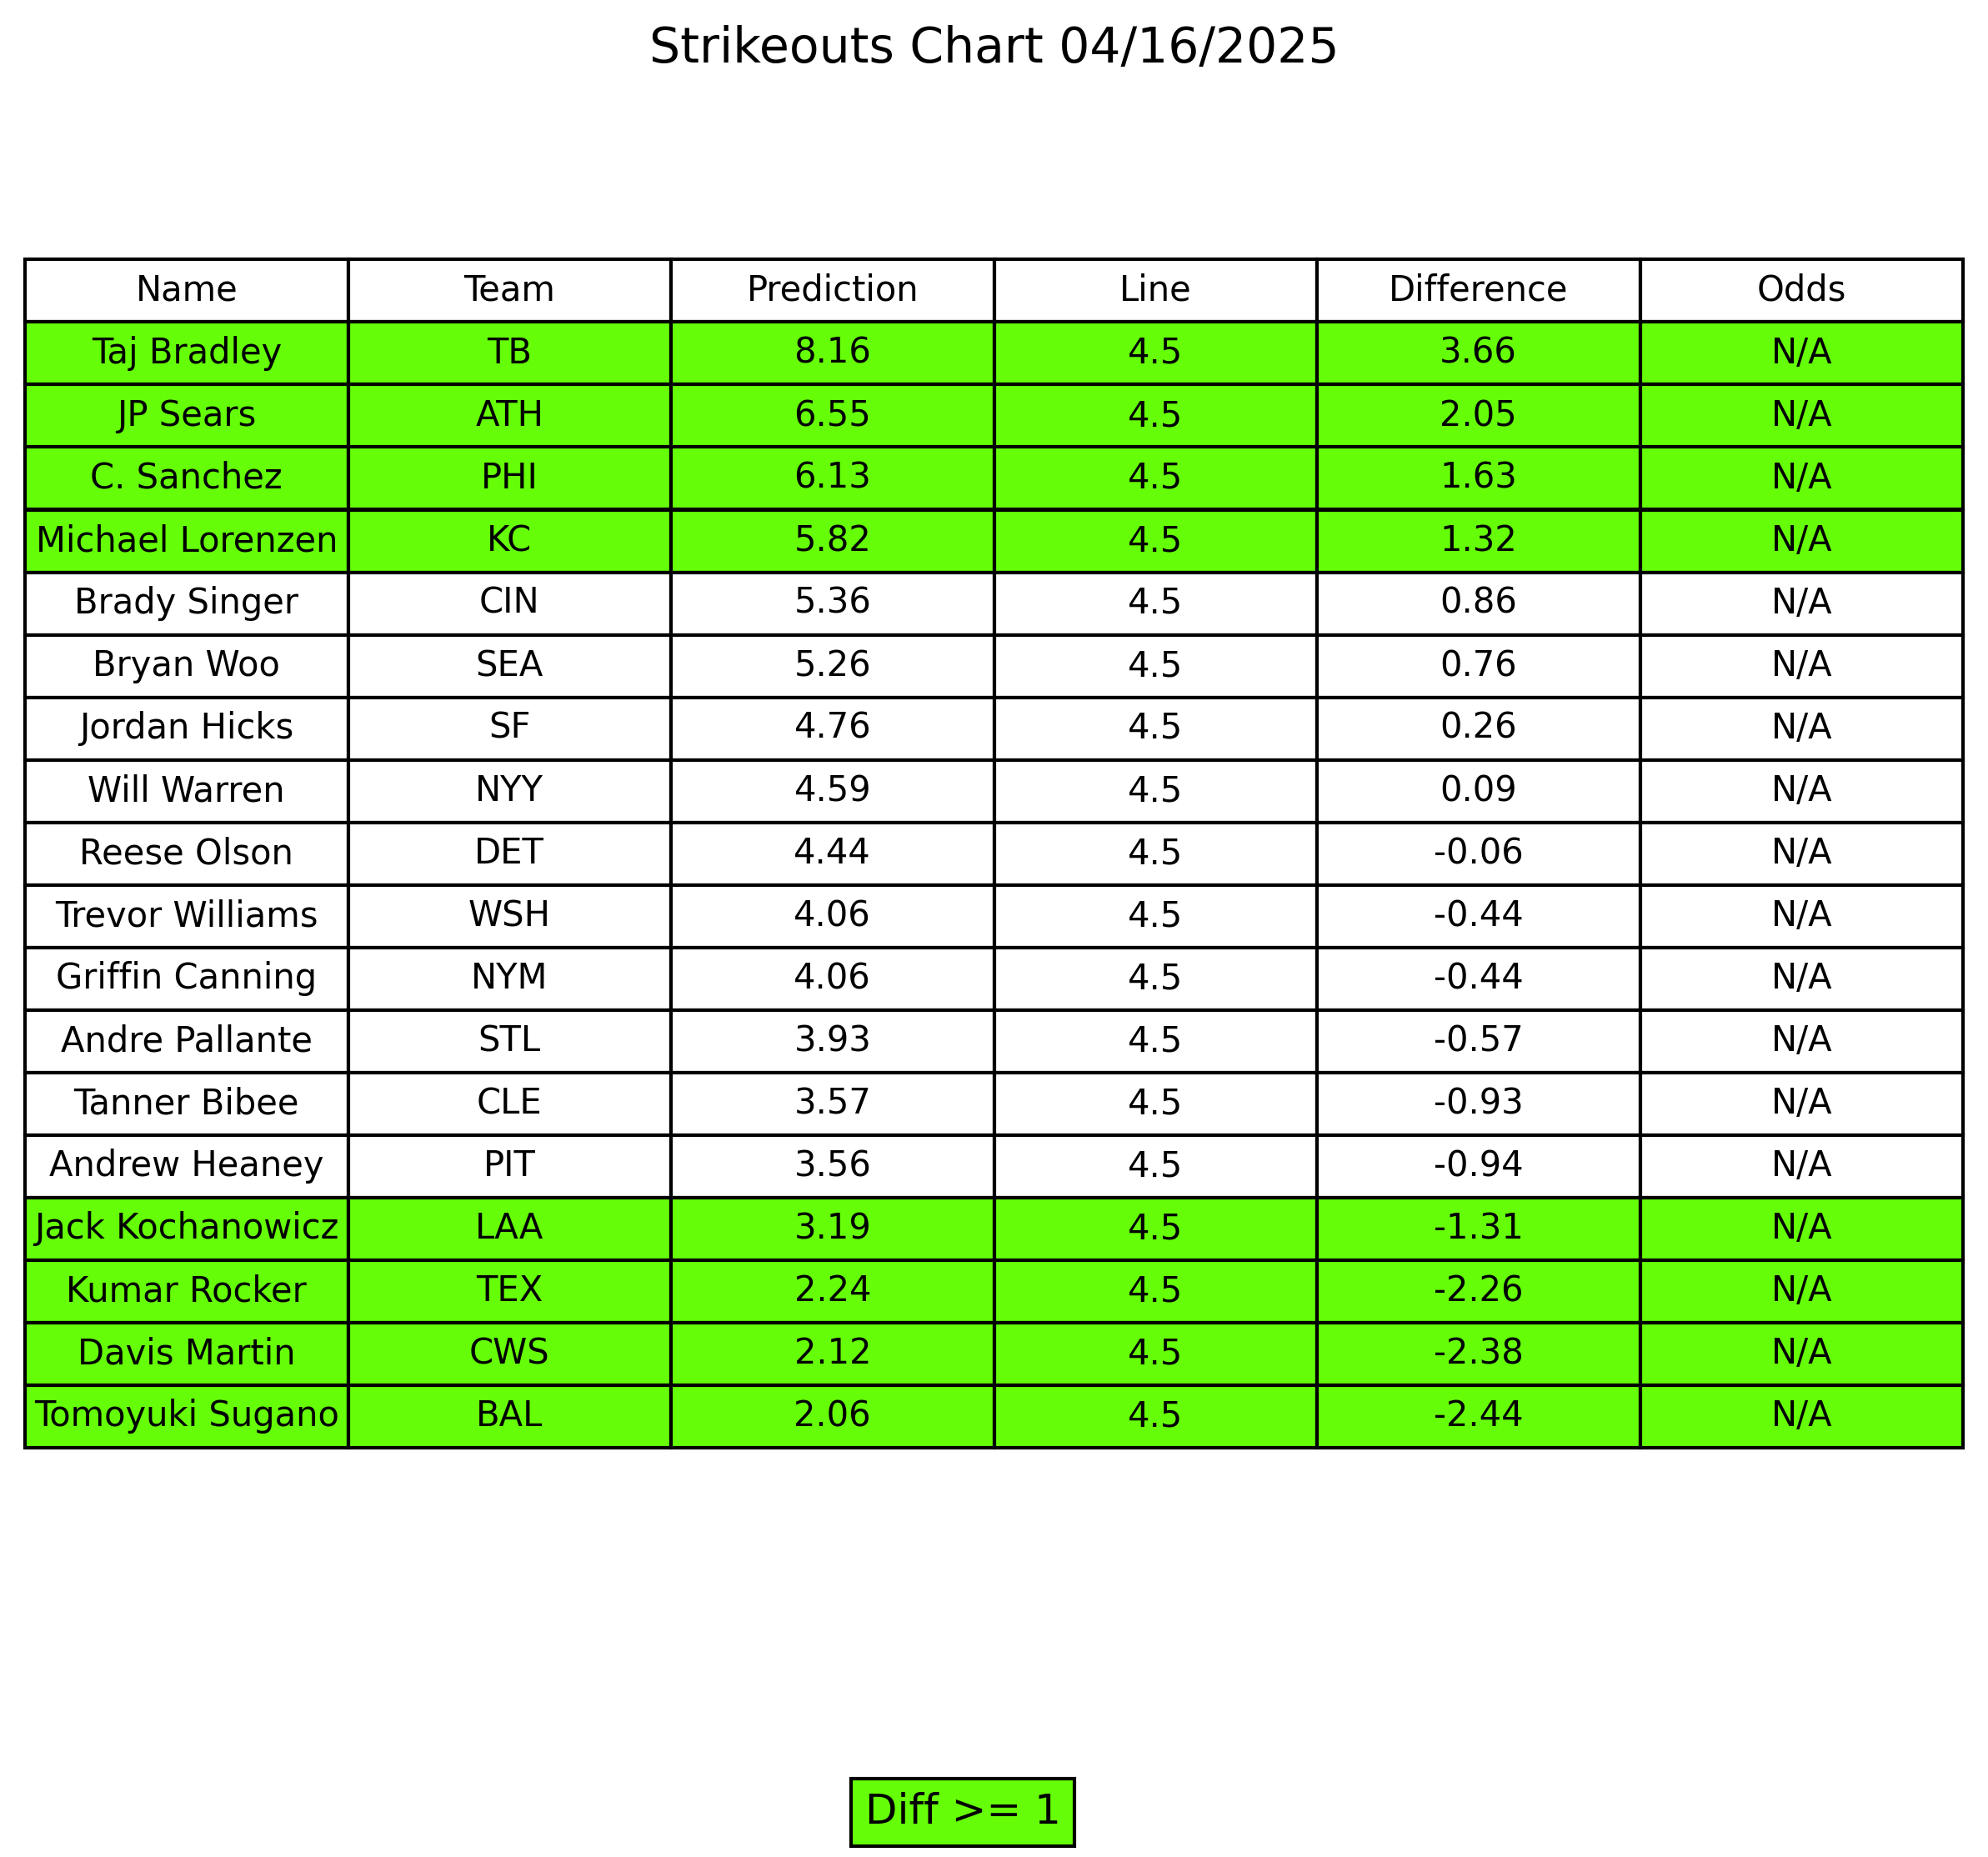 Strikeouts Chart 04/16/2025
Name Team Prediction Line Difference Odds
Taj Bradley TB 8.16 4.5 3.66 N/A
JP Sears ATH 6.55 4.5 2.05 N/A
C. Sanchez PHI 6.13 4.5 1.63 N/A
Michael Lorenzen KC 5.82 4.5 1.32 N/A
Brady Singer CIN 5.36 4.5 0.86 N/A
Bryan Woo SEA 5.26 4.5 0.76 N/A
Jordan Hicks SF 4.76 4.5 0.26 N/A
Will Warren NYY 4.59 4.5 0.09 N/A
Reese Olson DET 4.44 4.5 -0.06 N/A
Trevor Williams WSH 4.06 4.5 -0.44 N/A
Griffin Canning NYM 4.06 4.5 -0.44 N/A
Andre Pallante STL 3.93 4.5 -0.57 N/A
Tanner Bibee CLE 3.57 4.5 -0.93 N/A
Andrew Heaney PIT 3.56 4.5 -0.94 N/A
Jack Kochanowicz LAA 3.19 4.5 -1.31 N/A
Kumar Rocker TEX 2.24 4.5 -2.26 N/A
Davis Martin CWS 2.12 4.5 -2.38 N/A
Tomoyuki Sugano BAL 2.06 4.5 -2.44 N/A
Diff >= 1